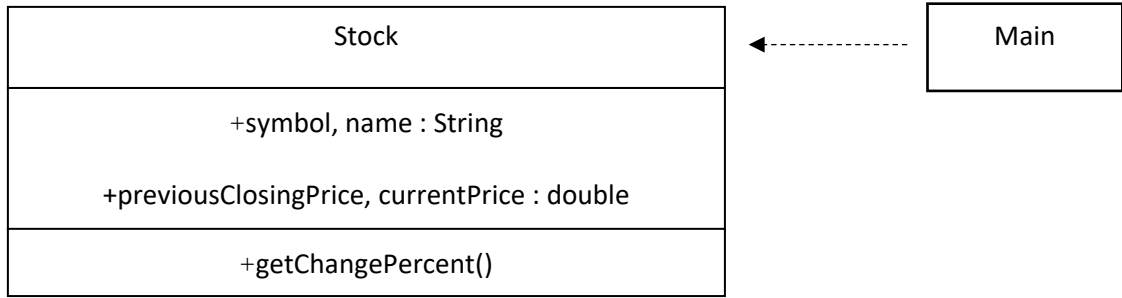 Stock
Main
+symbol, name : String
+previousClosingPrice, currentPrice : double
+getChangePercent()